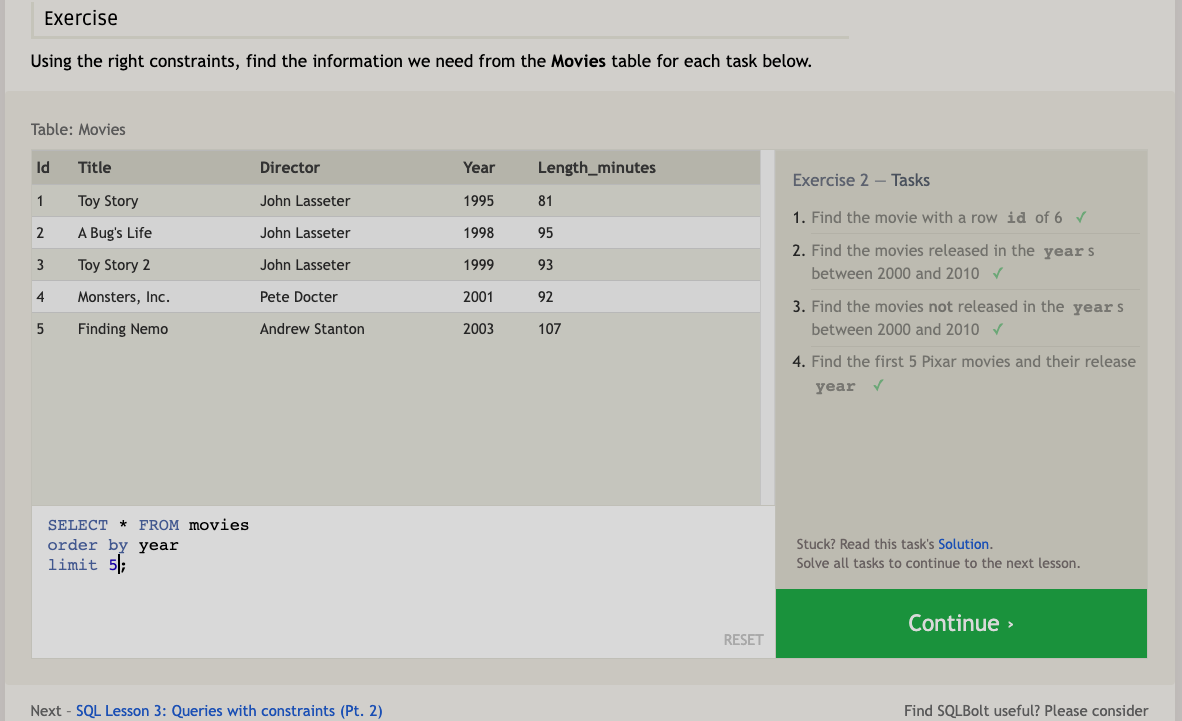 Exercise
Using the right constraints, find the information we need from the Movies table for each task below.
Table: Movies
Id Title Director Year Length_minutes
1 Toy Story John Lasseter 1995 81
2 A Bug's Life John Lasseter 1998 95
3 Toy Story 2 John Lasseter 1999 93
4 Monsters, Inc. Pete Docter 2001 92
5 Finding Nemo Andrew Stanton 2003 107
SELECT * FROM movies
order by year
limit 5;
RESET
Exercise 2 — Tasks
1. Find the movie with a row id of 6 ✓
2. Find the movies released in the years
between 2000 and 2010 ✓
3. Find the movies not released in the years
between 2000 and 2010 ✓
4. Find the first 5 Pixar movies and their release
year ✓
Stuck? Read this task's Solution.
Solve all tasks to continue to the next lesson.
Continue ›
Next – SQL Lesson 3: Queries with constraints (Pt. 2)
Find SQLBolt useful? Please consider